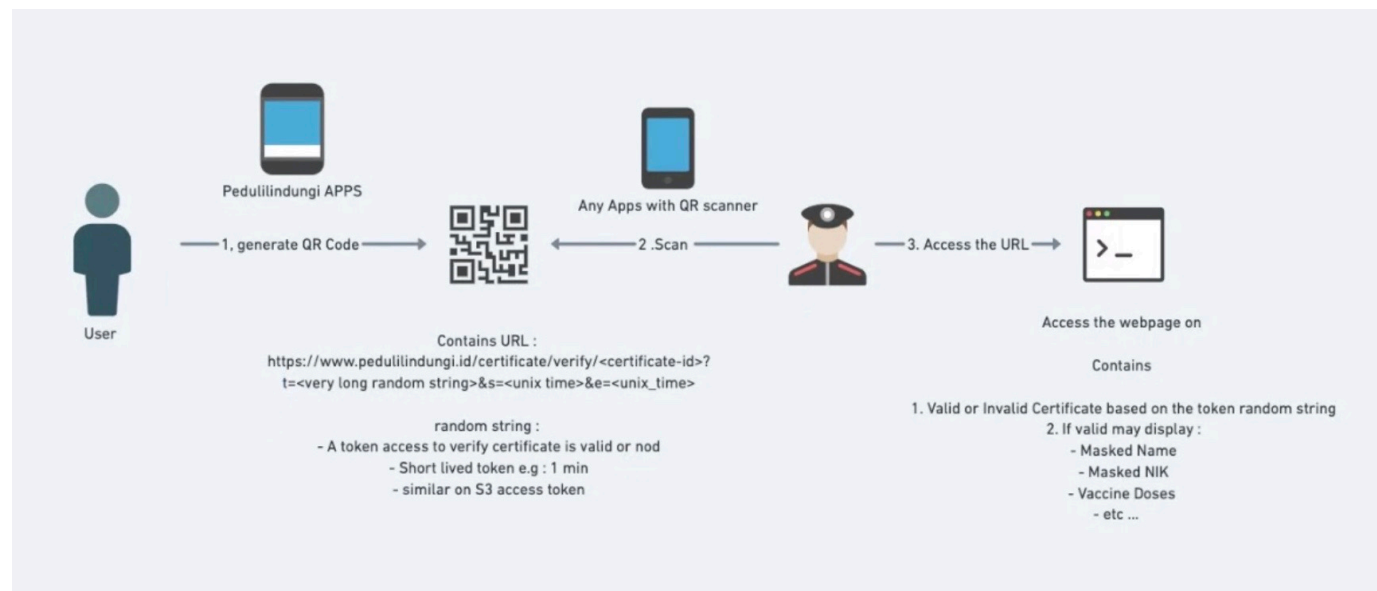 Pedulilindungi APPS
Any Apps with QR scanner
1, generate QR Code
2 .Scan
3. Access the URL
User
Contains URL :
https://www.pedulilindungi.id/certificate/verify/<certificate-id>?
t=<very long random string>&s=<unix time>&e=<unix_time>
random string :
- A token access to verify certificate is valid or nod
- Short lived token e.g : 1 min
- similar on S3 access token
Access the webpage on
Contains
1. Valid or Invalid Certificate based on the token random string
2. If valid may display :
- Masked Name
- Masked NIK
- Vaccine Doses
- etc ...